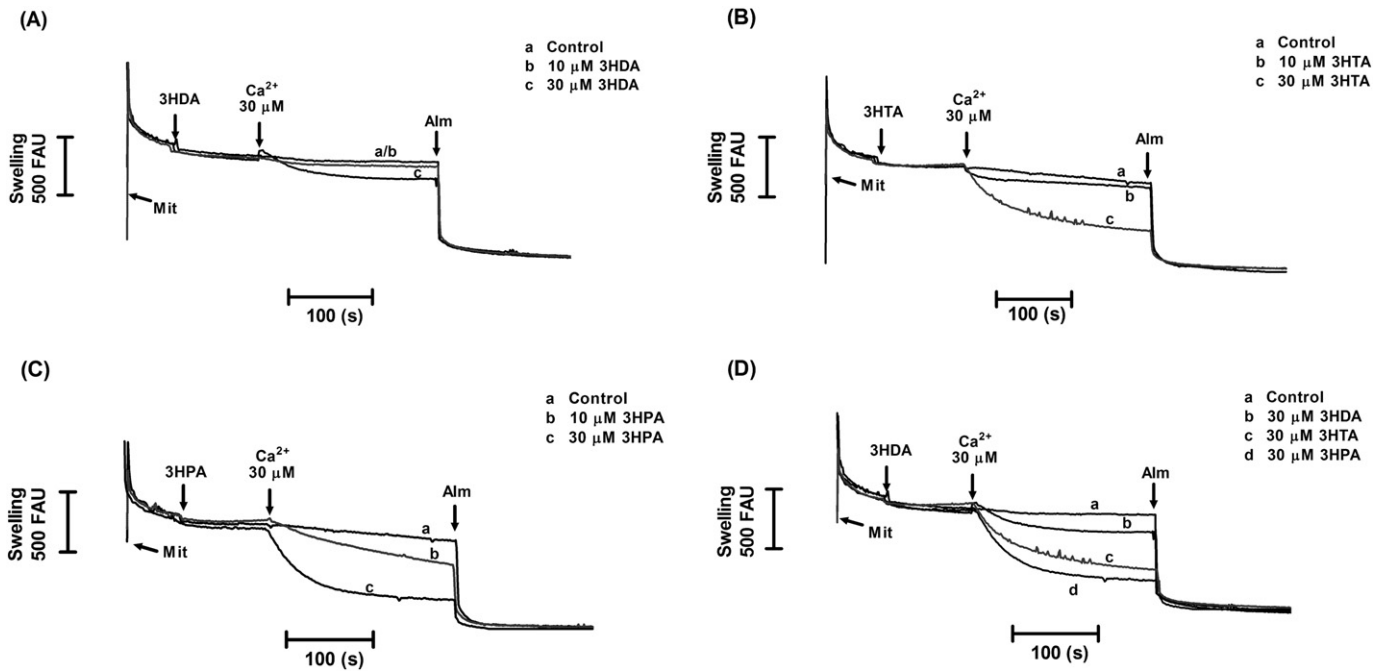 (A)
a Control
b 10 μM 3HDA
c 30 μM 3HDA
3HDA
Ca²⁺
30 μM
Alm
a/b
c
Swelling
500 FAU
Mit
100 (s)
(B)
a Control
b 10 μM 3HTA
c 30 μM 3HTA
3HTA
Ca²⁺
30 μM
Alm
a
b
c
Swelling
500 FAU
Mit
100 (s)
(C)
a Control
b 10 μM 3HPA
c 30 μM 3HPA
3HPA
Ca²⁺
30 μM
Alm
a
b
c
Swelling
500 FAU
Mit
100 (s)
(D)
a Control
b 30 μM 3HDA
c 30 μM 3HTA
d 30 μM 3HPA
3HDA
Ca²⁺
30 μM
Alm
a
b
c
d
Swelling
500 FAU
Mit
100 (s)